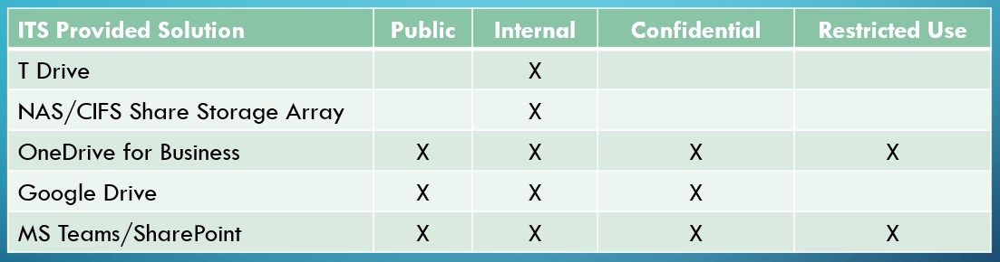 ITS Provided Solution Public Internal Confidential Restricted Use
T Drive X
NAS/CIFS Share Storage Array X
OneDrive for Business X X X X
Google Drive X X X
MS Teams/SharePoint X X X X